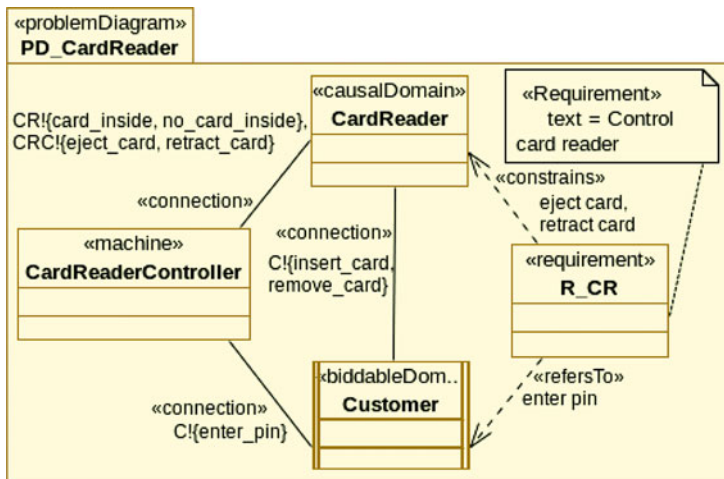 «problemDiagram»
PD_CardReader
«causalDomain»
CardReader
«Requirement»
text = Control
card reader
CR!{card_inside, no_card_inside},
CRC!{eject_card, retract_card}
«constrains»
eject card,
retract card
«connection»
«machine»
CardReaderController
«connection»
C!{insert_card,
remove_card}
«requirement»
R_CR
«biddableDom..
Customer
«refersTo»
enter pin
«connection»
C!{enter_pin}